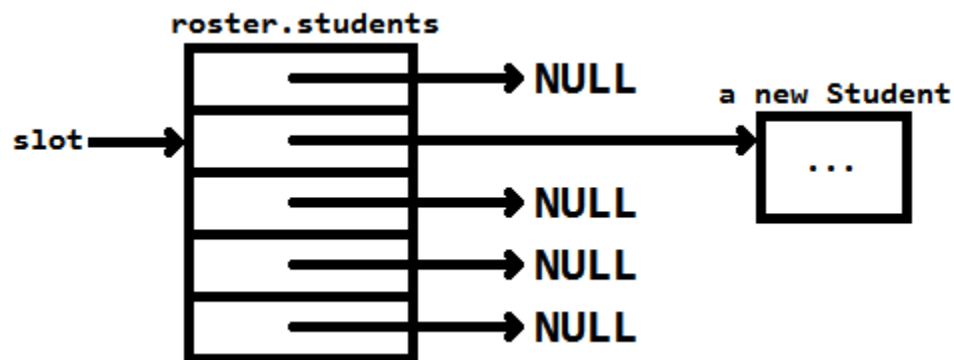 roster.students
NULL
a new Student
slot
...
NULL
NULL
NULL